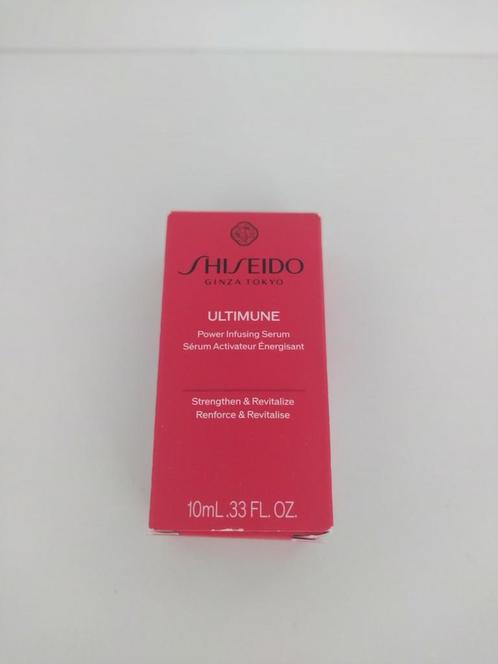 SHISEIDO
GINZA TOKYO
ULTIMUNE
Power Infusing Serum
Sérum Activateur Énergisant
Strengthen & Revitalize
Renforce & Revitalise
10mL .33 FL. OZ.